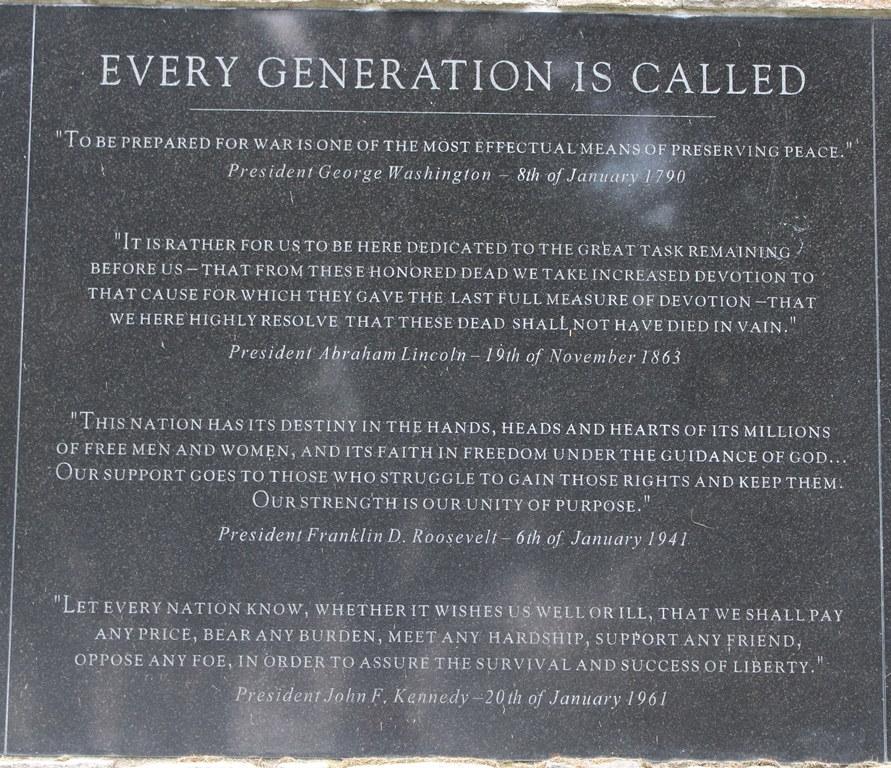 EVERY GENERATION IS CALLED
"TO BE PREPARED FOR WAR IS ONE OF THE MOST EFFECTUAL MEANS OF PRESERVING PEACE."
President George Washington – 8th of January 1790
"IT IS RATHER FOR US TO BE HERE DEDICATED TO THE GREAT TASK REMAINING
BEFORE US – THAT FROM THESE HONORED DEAD WE TAKE INCREASED DEVOTION TO
THAT CAUSE FOR WHICH THEY GAVE THE LAST FULL MEASURE OF DEVOTION – THAT
WE HERE HIGHLY RESOLVE THAT THESE DEAD SHALL NOT HAVE DIED IN VAIN."
President Abraham Lincoln – 19th of November 1863
"THIS NATION HAS ITS DESTINY IN THE HANDS, HEADS AND HEARTS OF ITS MILLIONS
OF FREE MEN AND WOMEN, AND ITS FAITH IN FREEDOM UNDER THE GUIDANCE OF GOD...
OUR SUPPORT GOES TO THOSE WHO STRUGGLE TO GAIN THOSE RIGHTS AND KEEP THEM.
OUR STRENGTH IS OUR UNITY OF PURPOSE."
President Franklin D. Roosevelt – 6th of January 1941
"LET EVERY NATION KNOW, WHETHER IT WISHES US WELL OR ILL, THAT WE SHALL PAY
ANY PRICE, BEAR ANY BURDEN, MEET ANY HARDSHIP, SUPPORT ANY FRIEND,
OPPOSE ANY FOE, IN ORDER TO ASSURE THE SURVIVAL AND SUCCESS OF LIBERTY."
President John F. Kennedy – 20th of January 1961